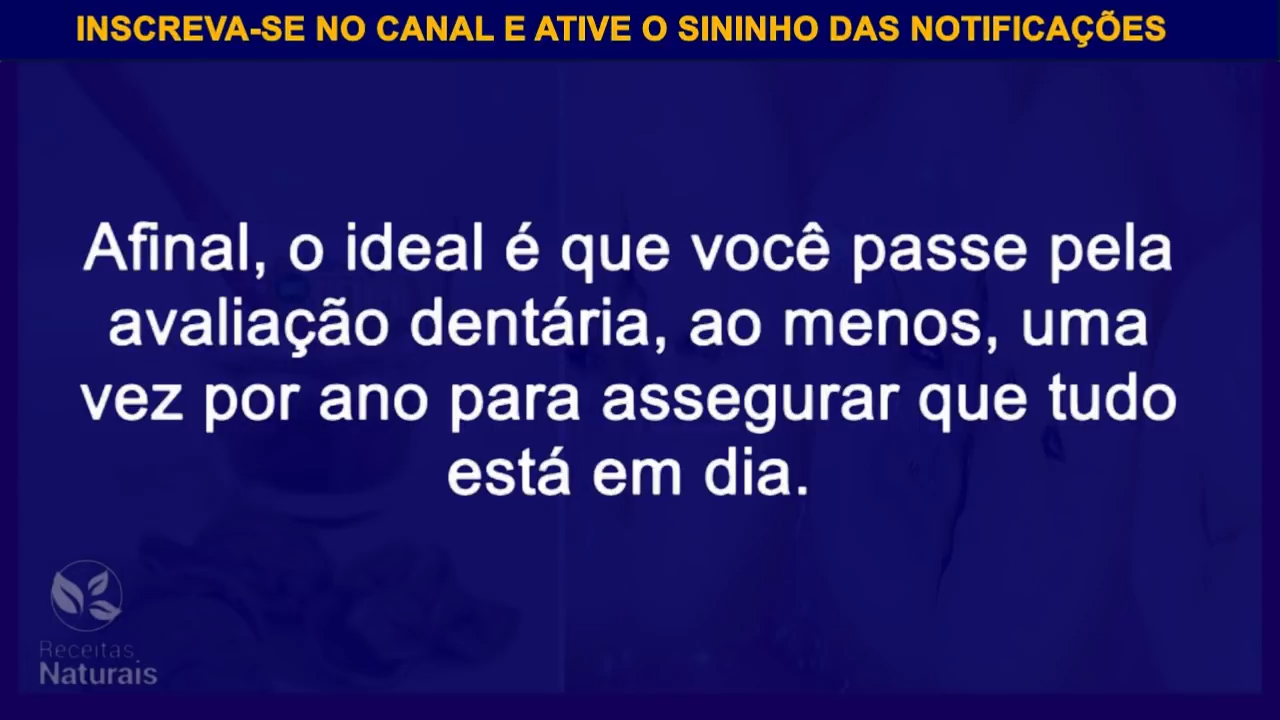 INSCREVA-SE NO CANAL E ATIVE O SININHO DAS NOTIFICAÇÕES
Afinal, o ideal é que você passe pela
avaliação dentária, ao menos, uma
vez por ano para assegurar que tudo
está em dia.
Receitas
Naturais